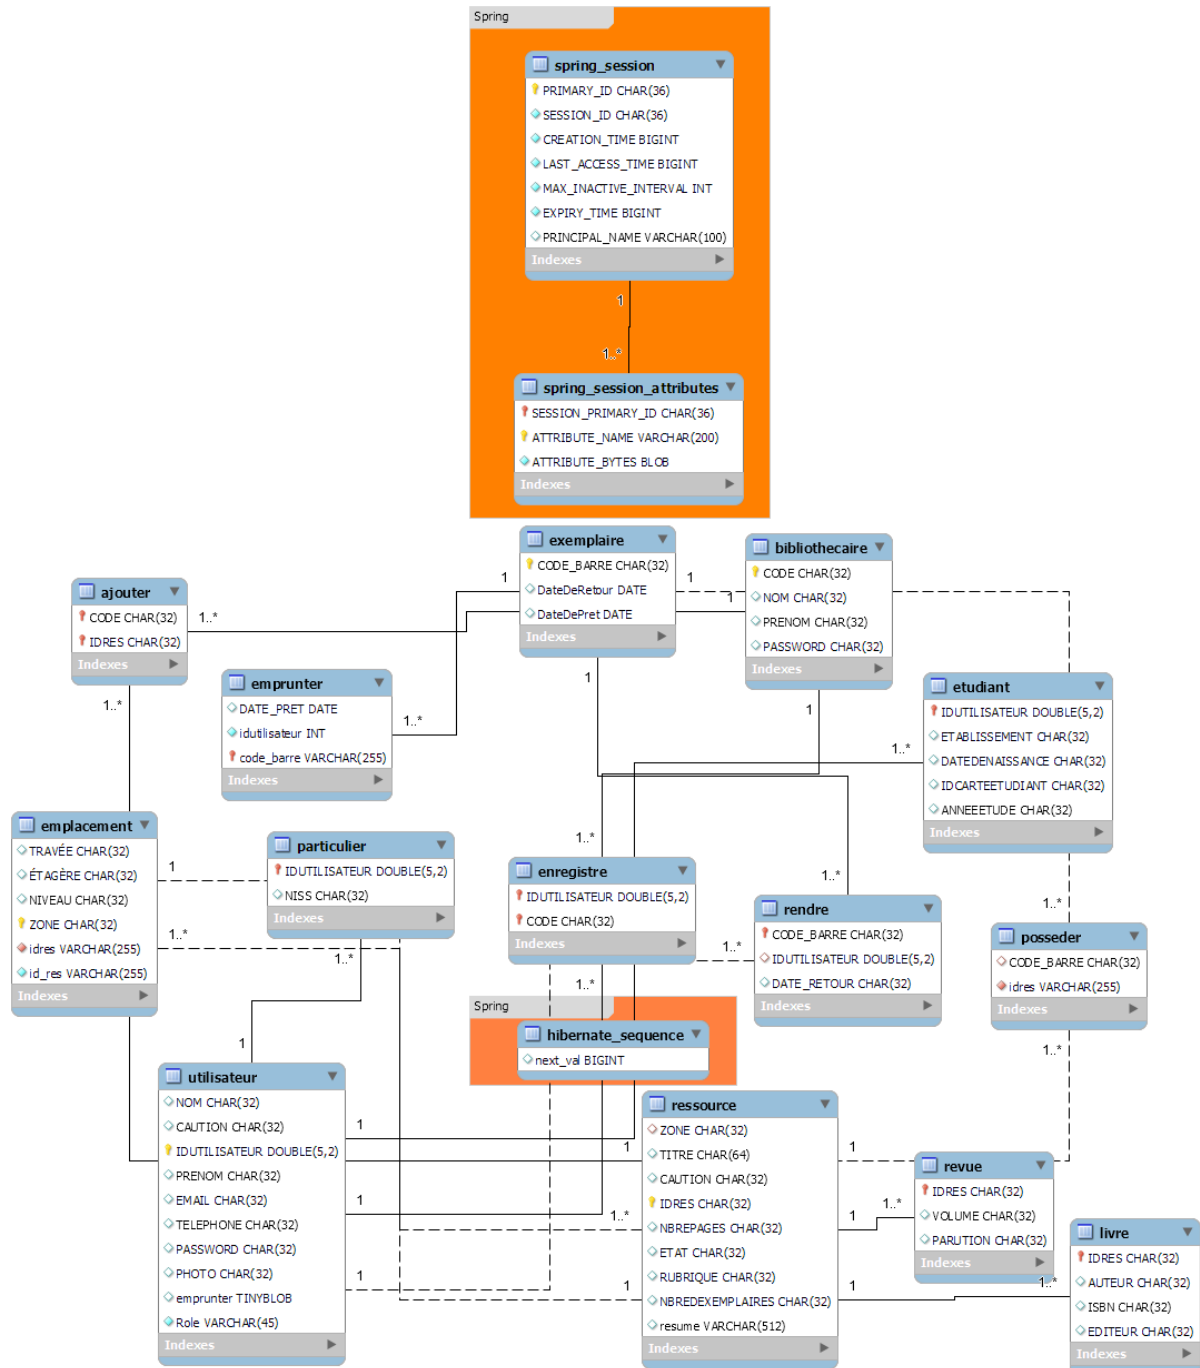 Spring
spring_session
PRIMARY_ID CHAR(36)
SESSION_ID CHAR(36)
CREATION_TIME BIGINT
LAST_ACCESS_TIME BIGINT
MAX_INACTIVE_INTERVAL INT
EXPIRY_TIME BIGINT
PRINCIPAL_NAME VARCHAR(100)
Indexes
1
1..*
spring_session_attributes
SESSION_PRIMARY_ID CHAR(36)
ATTRIBUTE_NAME VARCHAR(200)
ATTRIBUTE_BYTES BLOB
Indexes
exemplaire
CODE_BARRE CHAR(32)
DateDeRetour DATE
DateDePret DATE
Indexes
1
1
1
1
bibliothecaire
CODE CHAR(32)
NOM CHAR(32)
PRENOM CHAR(32)
PASSWORD CHAR(32)
Indexes
1
ajouter
CODE CHAR(32)
IDRES CHAR(32)
Indexes
1..*
1..*
emprunter
DATE_PRET DATE
idutilisateur INT
code_barre VARCHAR(255)
Indexes
1..*
etudiant
IDUTILISATEUR DOUBLE(5,2)
ETABLISSEMENT CHAR(32)
DATEDENAISSANCE CHAR(32)
IDCARTEETUDIANT CHAR(32)
ANNEEETUDE CHAR(32)
Indexes
1..*
1..*
emplacement
TRAVÉE CHAR(32)
ÉTAGÈRE CHAR(32)
NIVEAU CHAR(32)
ZONE CHAR(32)
idres VARCHAR(255)
id_res VARCHAR(255)
Indexes
1
1..*
particulier
IDUTILISATEUR DOUBLE(5,2)
NISS CHAR(32)
Indexes
1..*
1
enregistre
IDUTILISATEUR DOUBLE(5,2)
CODE CHAR(32)
Indexes
1..*
1..*
1..*
rendre
CODE_BARRE CHAR(32)
IDUTILISATEUR DOUBLE(5,2)
DATE_RETOUR CHAR(32)
Indexes
1..*
posseder
CODE_BARRE CHAR(32)
idres VARCHAR(255)
Indexes
1..*
Spring
hibernate_sequence
next_val BIGINT
utilisateur
NOM CHAR(32)
CAUTION CHAR(32)
IDUTILISATEUR DOUBLE(5,2)
PRENOM CHAR(32)
EMAIL CHAR(32)
TELEPHONE CHAR(32)
PASSWORD CHAR(32)
PHOTO CHAR(32)
emprunter TINYBLOB
Role VARCHAR(45)
Indexes
1
1
1
ressource
ZONE CHAR(32)
TITRE CHAR(64)
CAUTION CHAR(32)
IDRES CHAR(32)
NBREPAGES CHAR(32)
ETAT CHAR(32)
RUBRIQUE CHAR(32)
NBREDEXEMPLAIRES CHAR(32)
resume VARCHAR(512)
Indexes
1
1..*
1
1
1
1
revue
IDRES CHAR(32)
VOLUME CHAR(32)
PARUTION CHAR(32)
Indexes
1..*
1..*
livre
IDRES CHAR(32)
AUTEUR CHAR(32)
ISBN CHAR(32)
EDITEUR CHAR(32)
Indexes